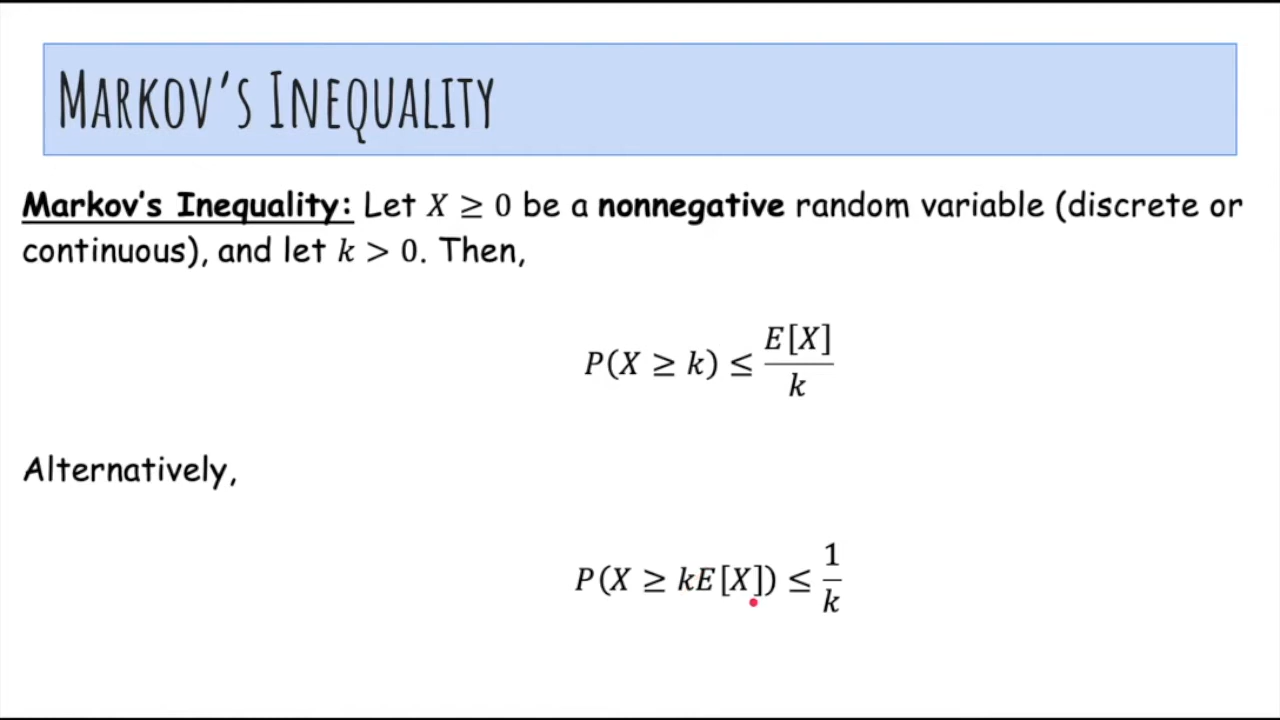 MARKOV'S INEQUALITY
Markov's Inequality: Let X ≥ 0 be a nonnegative random variable (discrete or
continuous), and let k > 0. Then,
P(X ≥ k) ≤ E[X]/k
Alternatively,
P(X ≥ kE[X]) ≤ 1/k